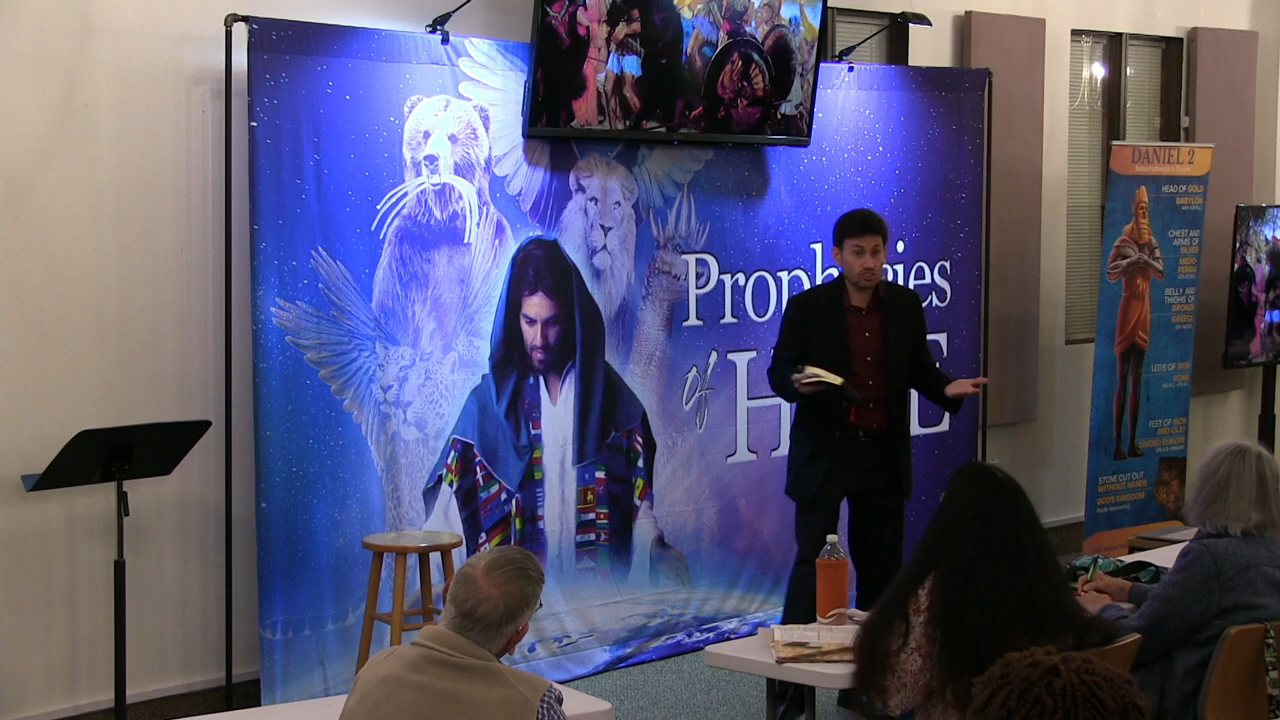 Prophecies
of HOPE
DANIEL 2
HEAD OF GOLD
BABYLON
CHEST AND
ARMS OF
SILVER
MEDO-
PERSIA
BELLY AND
THIGHS OF
BRONZE
GREECE
LEGS OF IRON
ROME
FEET OF IRON
AND CLAY
DIVIDED EUROPE
STONE CUT OUT
WITHOUT HANDS
GOD'S KINGDOM